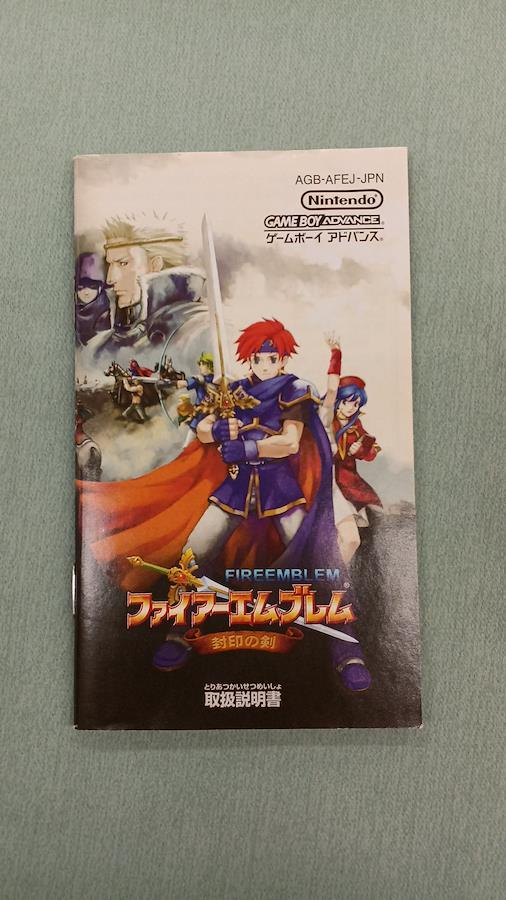 AGB-AFEJ-JPN
Nintendo
GAME BOY ADVANCE®
ゲームボーイ アドバンス®
FIREEMBLEM®
ファイアーエムブレム
封印の剣
とりあつかいせつめいしょ
取扱説明書